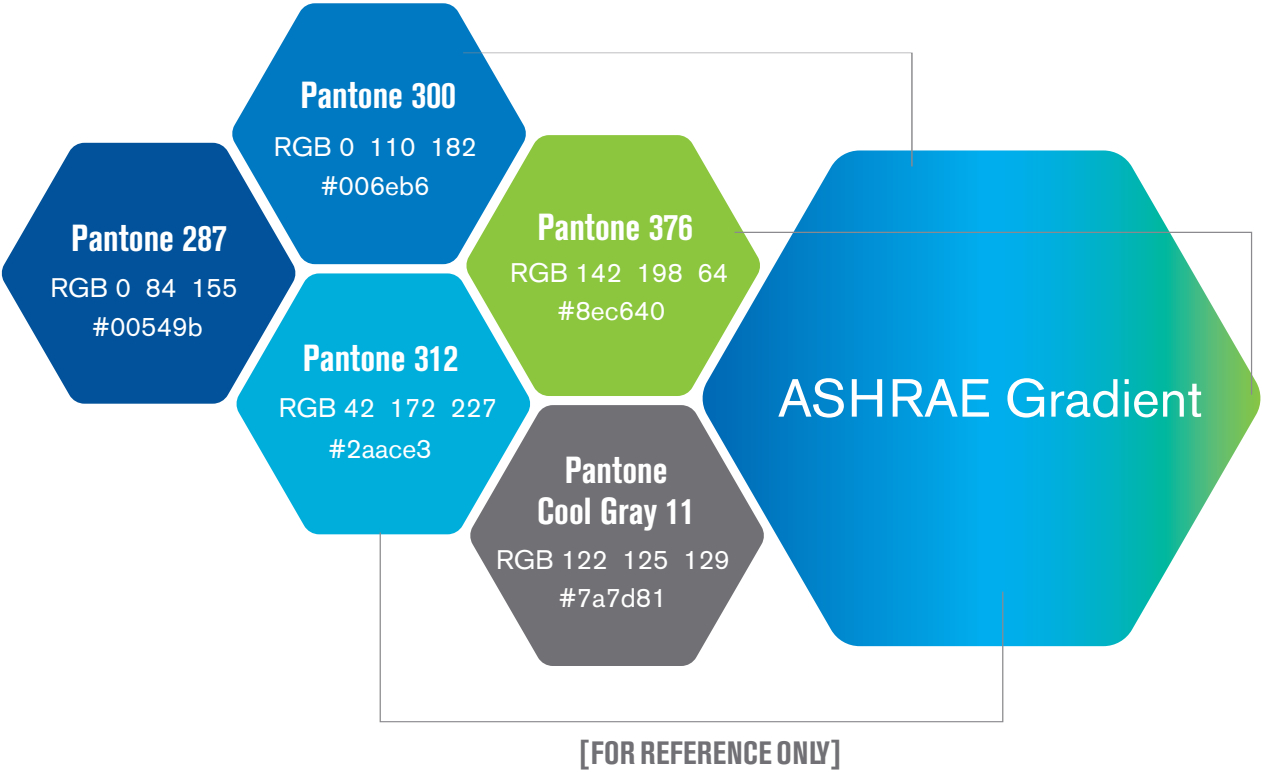 Pantone 300
RGB 0 110 182
#006eb6
Pantone 287
RGB 0 84 155
#00549b
Pantone 376
RGB 142 198 64
#8ec640
Pantone 312
RGB 42 172 227
#2aace3
Pantone
Cool Gray 11
RGB 122 125 129
#7a7d81
ASHRAE Gradient
[FOR REFERENCE ONLY]